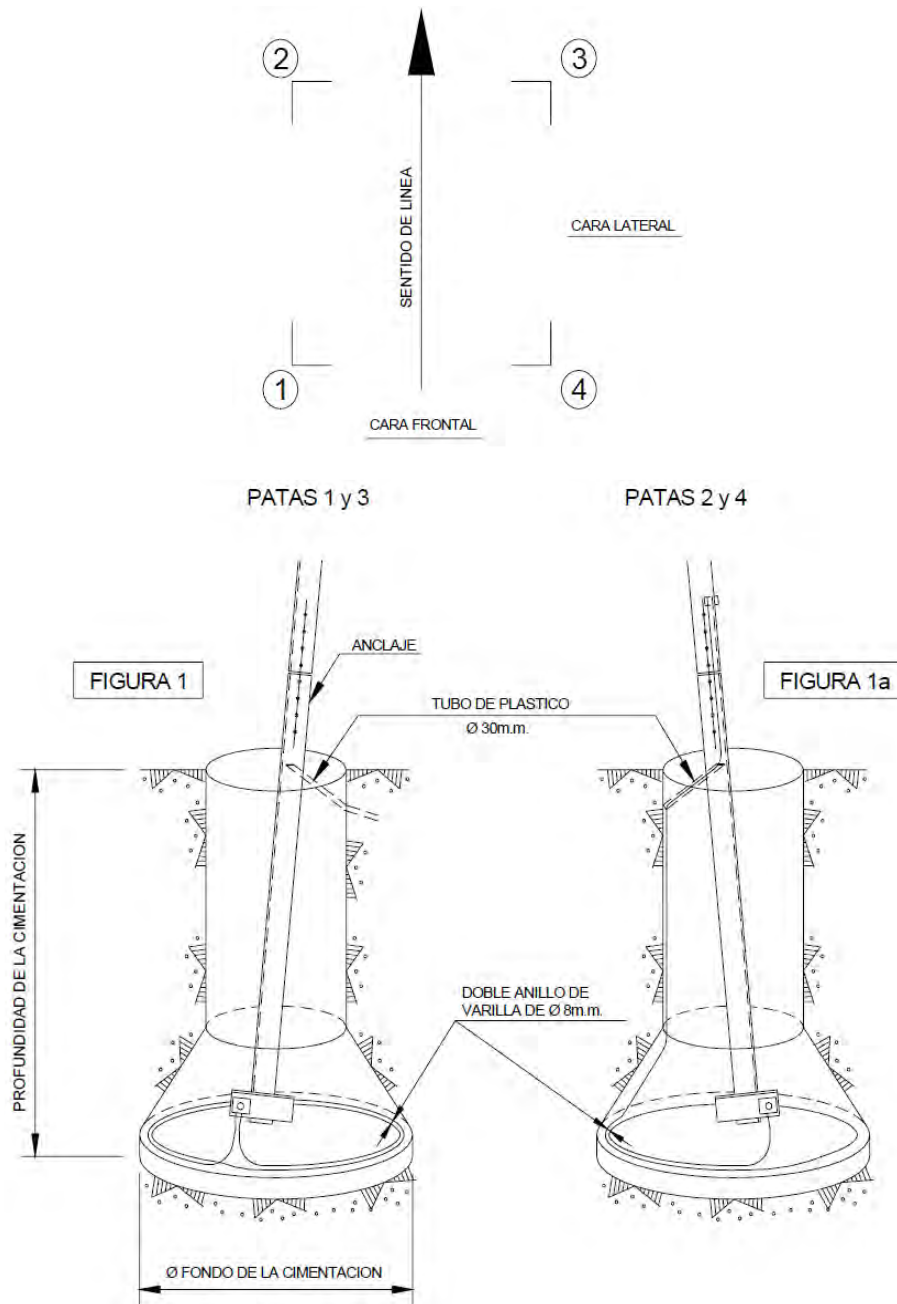 2
3
SENTIDO DE LINEA
CARA LATERAL
1
4
CARA FRONTAL
PATAS 1 y 3
PATAS 2 y 4
ANCLAJE
FIGURA 1
FIGURA 1a
TUBO DE PLASTICO
Ø 30m.m.
PROFUNDIDAD DE LA CIMENTACION
DOBLE ANILLO DE
VARILLA DE Ø 8m.m.
Ø FONDO DE LA CIMENTACION